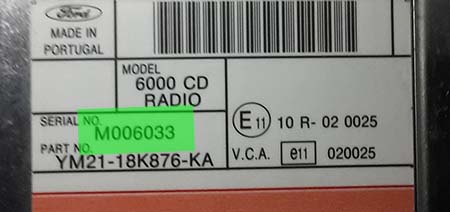 Ford
MADE IN
PORTUGAL
MODEL
6000 CD
RADIO
SERIAL NO.
M006033
PART NO.
YM21-18K876-KA
E 11 10 R- 02 0025
V.C.A. e11 020025